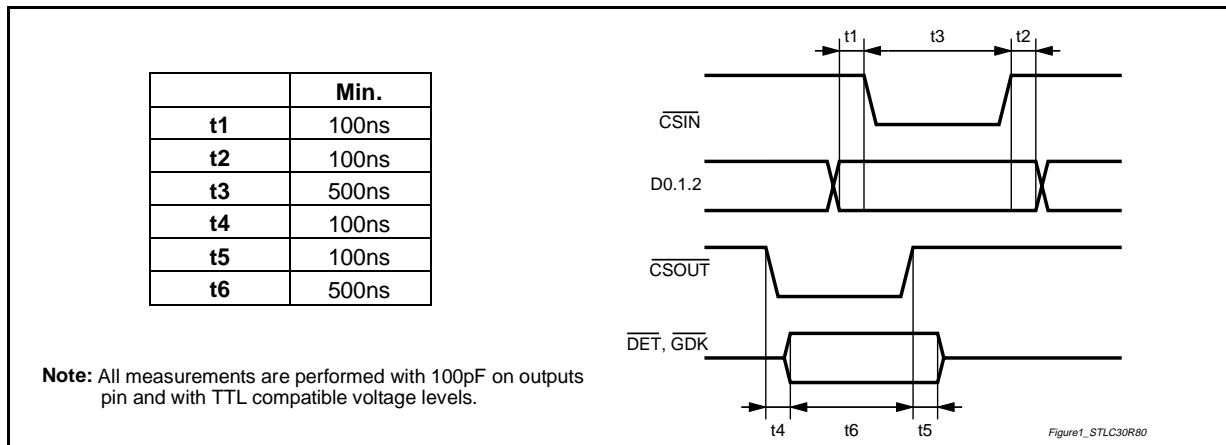 Min.
t1 100ns
t2 100ns
t3 500ns
t4 100ns
t5 100ns
t6 500ns
Note: All measurements are performed with 100pF on outputs
pin and with TTL compatible voltage levels.
t1 t3 t2
CSIN
D0.1.2
CSOUT
DET, GDK
t4 t6 t5
Figure1_STLC30R80